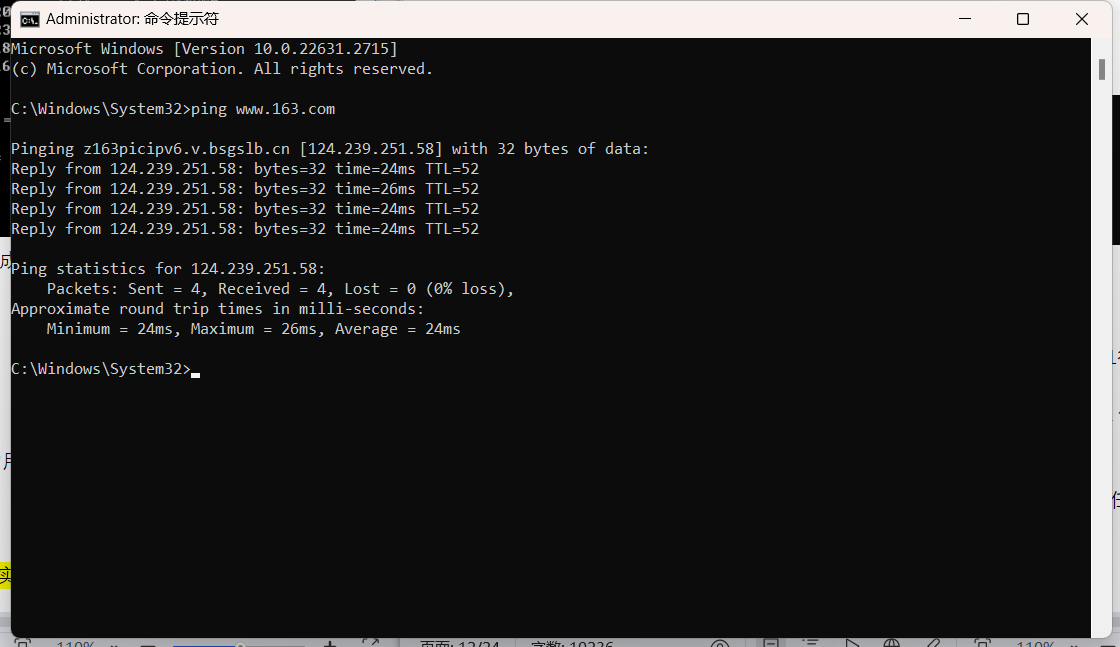 Administrator: 命令提示符
Microsoft Windows [Version 10.0.22631.2715]
(c) Microsoft Corporation. All rights reserved.
C:\Windows\System32>ping www.163.com
Pinging z163picipv6.v.bsgslb.cn [124.239.251.58] with 32 bytes of data:
Reply from 124.239.251.58: bytes=32 time=24ms TTL=52
Reply from 124.239.251.58: bytes=32 time=26ms TTL=52
Reply from 124.239.251.58: bytes=32 time=24ms TTL=52
Reply from 124.239.251.58: bytes=32 time=24ms TTL=52
Ping statistics for 124.239.251.58:
    Packets: Sent = 4, Received = 4, Lost = 0 (0% loss),
Approximate round trip times in milli-seconds:
    Minimum = 24ms, Maximum = 26ms, Average = 24ms
C:\Windows\System32>